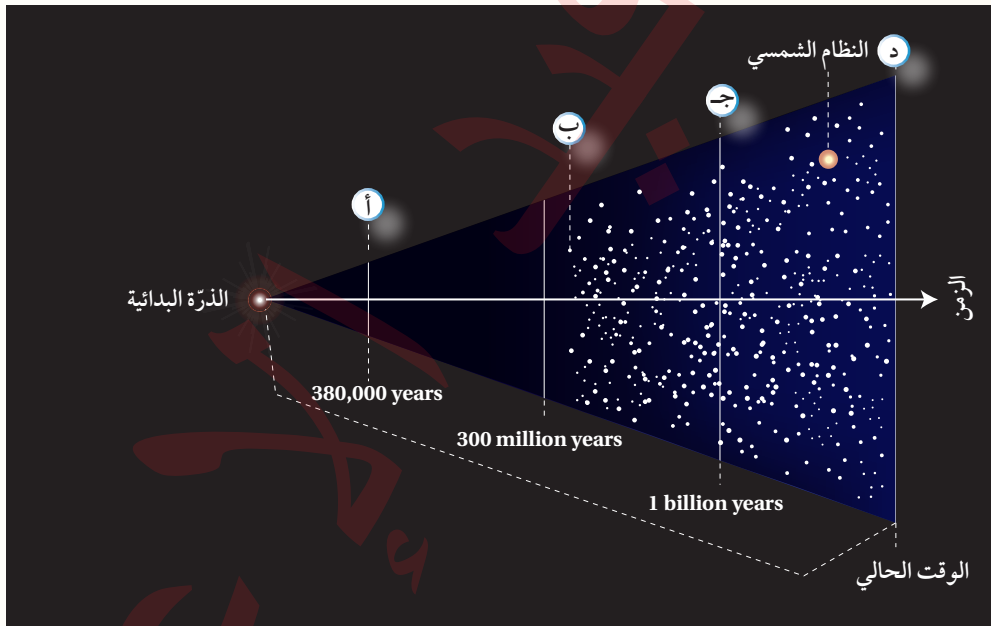 د
النظام الشمسي
جـ
ب
أ
الذرّة البدائية
الزمن
380,000 years
300 million years
1 billion years
الوقت الحالي